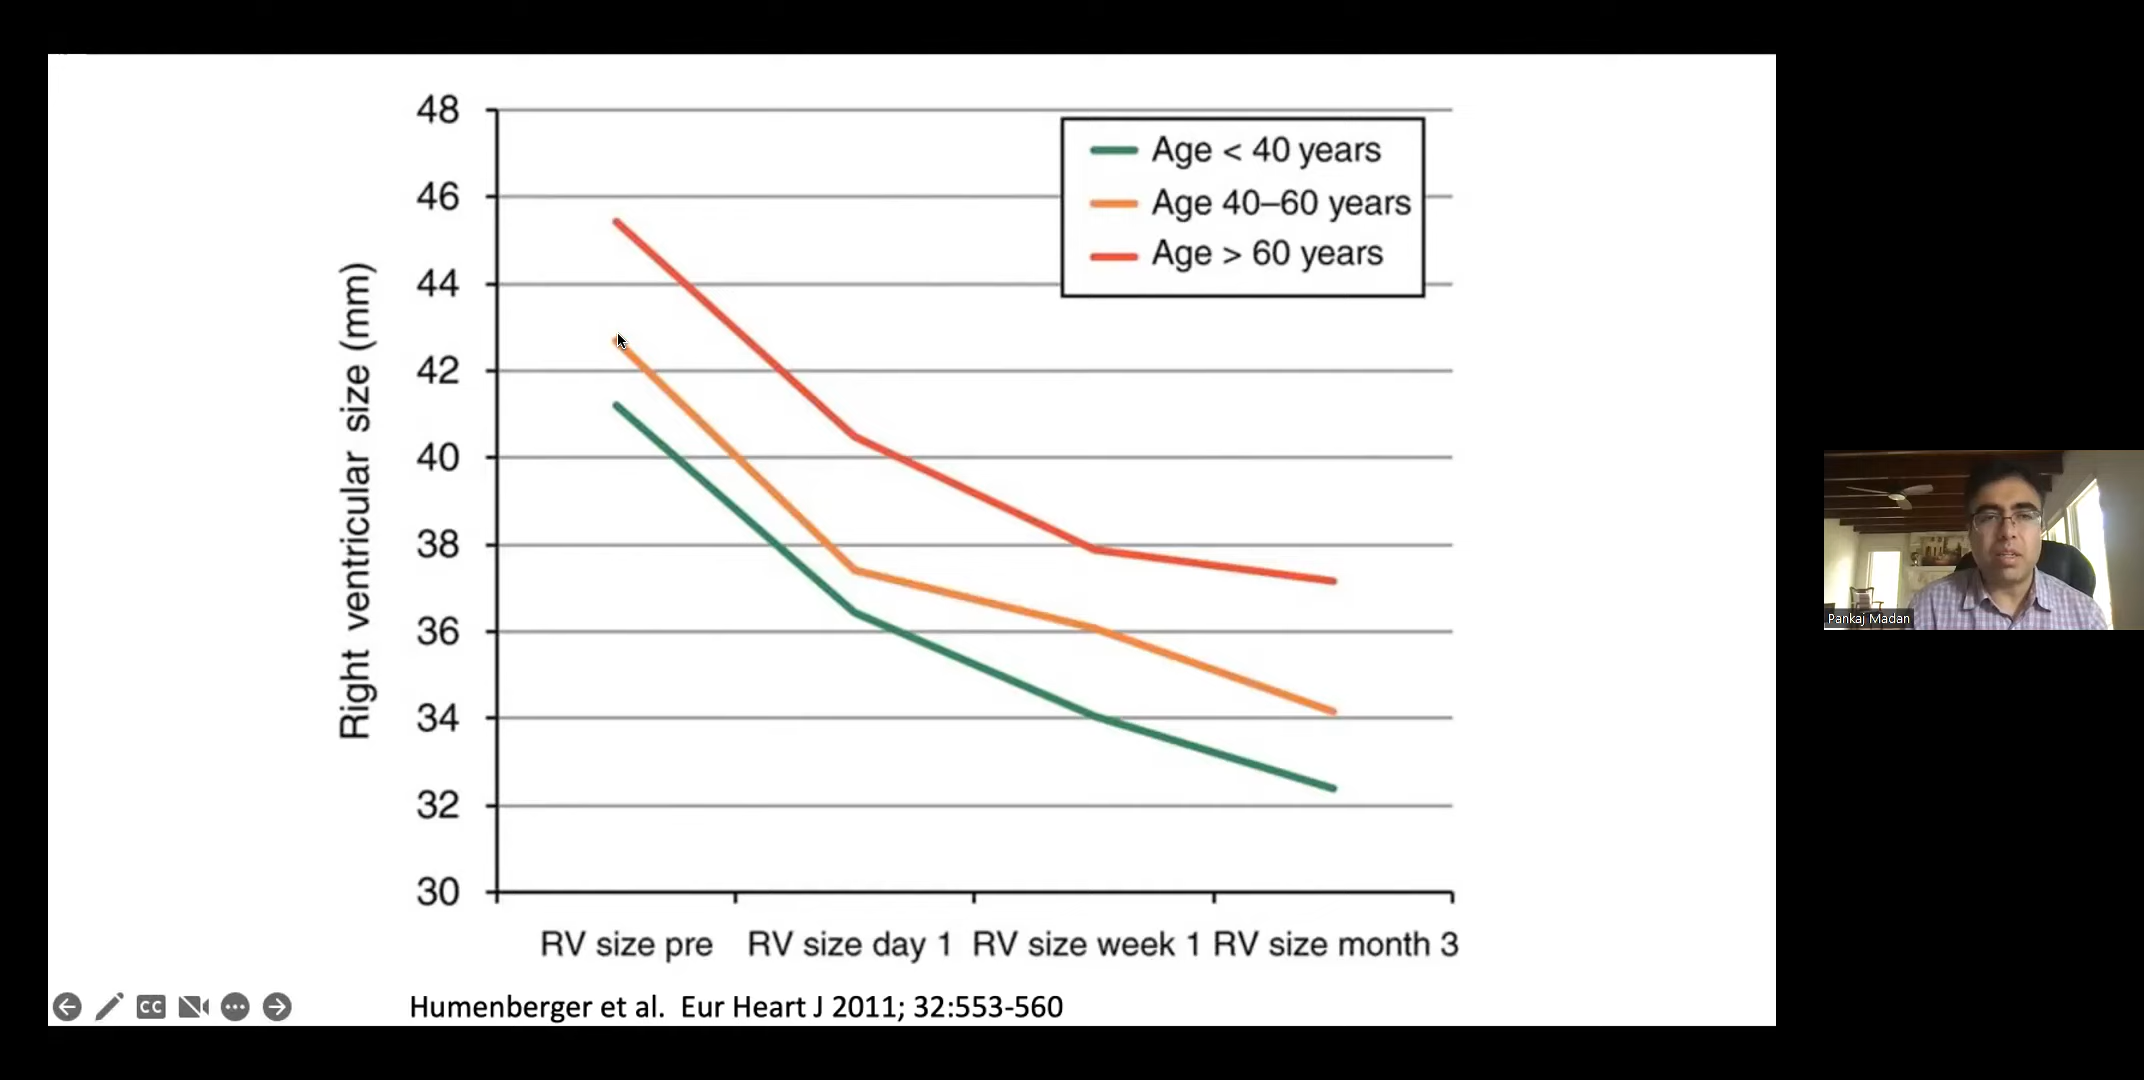 48
46
44
42
40
38
36
34
32
30
Right ventricular size (mm)
Age < 40 years
Age 40–60 years
Age > 60 years
RV size pre
RV size day 1
RV size week 1
RV size month 3
CC
Humenberger et al. Eur Heart J 2011; 32:553-560
Pankaj Madan